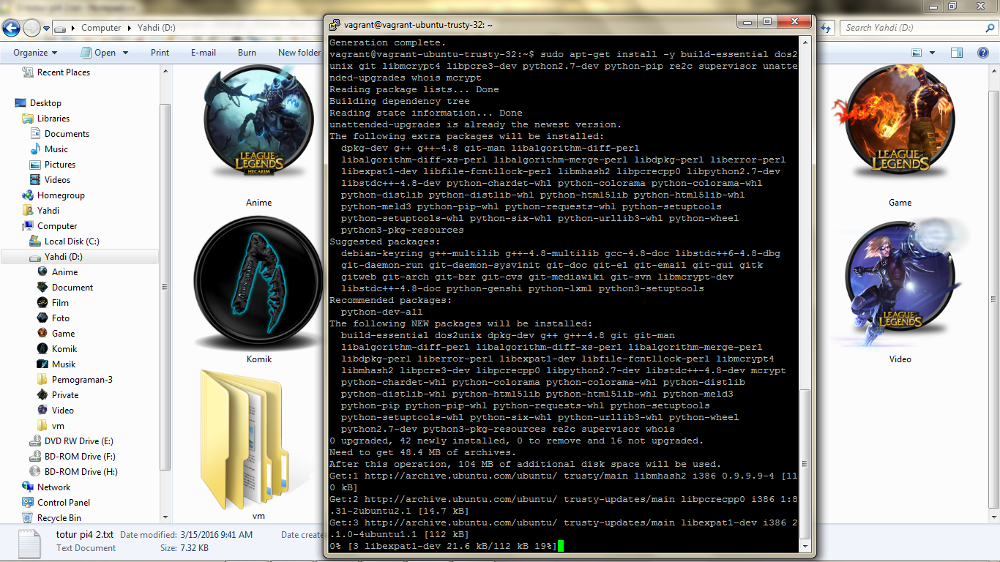 Computer
Yahdi (D:)
Search Yahdi (D:)
Organize
Open
Print
E-mail
Burn
New folder
Recent Places
Desktop
Libraries
Documents
Music
Pictures
Videos
Homegroup
Yahdi
Computer
Local Disk (C:)
Yahdi (D:)
Anime
Document
Film
Foto
Game
Komik
Musik
Pemograman-3
Private
Video
vm
DVD RW Drive (E:)
BD-ROM Drive (F:)
BD-ROM Drive (H:)
Network
Control Panel
Recycle Bin
LEAGUE
of
LEGENDS
HECARIM
Anime
Komik
vm
vagrant@vagrant-ubuntu-trusty-32: ~
Generation complete.
vagrant@vagrant-ubuntu-trusty-32:~$ sudo apt-get install -y build-essential dos2
unix git libmcrypt4 libpcre3-dev python2.7-dev python-pip re2c supervisor unatte
nded-upgrades whois mcrypt
Reading package lists... Done
Building dependency tree
Reading state information... Done
unattended-upgrades is already the newest version.
The following extra packages will be installed:
dpkg-dev g++ g++-4.8 git-man libalgorithm-diff-perl
libalgorithm-diff-xs-perl libalgorithm-merge-perl libdpkg-perl liberror-perl
libexpat1-dev libfile-fcntllock-perl libmhash2 libpcrecpp0 libpython2.7-dev
libstdc++-4.8-dev python-chardet-whl python-colorama python-colorama-whl
python-distlib python-distlib-whl python-html5lib python-html5lib-whl
python-meld3 python-pip-whl python-requests-whl python-setuptools
python-setuptools-whl python-six-whl python-urllib3-whl python-wheel
python3-pkg-resources
Suggested packages:
debian-keyring g++-multilib g++-4.8-multilib gcc-4.8-doc libstdc++6-4.8-dbg
git-daemon-run git-daemon-sysvinit git-doc git-el git-email git-gui gitk
gitweb git-arch git-bzr git-cvs git-mediawiki git-svn libmcrypt-dev
libstdc++-4.8-doc python-genshi python-lxml python3-setuptools
Recommended packages:
python-dev-all
The following NEW packages will be installed:
build-essential dos2unix dpkg-dev g++ g++-4.8 git git-man
libalgorithm-diff-perl libalgorithm-diff-xs-perl libalgorithm-merge-perl
libdpkg-perl liberror-perl libexpat1-dev libfile-fcntllock-perl libmcrypt4
libmhash2 libpcre3-dev libpcrecpp0 libpython2.7-dev libstdc++-4.8-dev mcrypt
python-chardet-whl python-colorama python-colorama-whl python-distlib
python-distlib-whl python-html5lib python-html5lib-whl python-meld3
python-pip python-pip-whl python-requests-whl python-setuptools
python-setuptools-whl python-six-whl python-urllib3-whl python-wheel
python2.7-dev python3-pkg-resources re2c supervisor whois
0 upgraded, 42 newly installed, 0 to remove and 16 not upgraded.
Need to get 48.4 MB of archives.
After this operation, 104 MB of additional disk space will be used.
Get:1 http://archive.ubuntu.com/ubuntu/ trusty/main libmhash2 i386 0.9.9.9-4 [11
0 kB]
Get:2 http://archive.ubuntu.com/ubuntu/ trusty-updates/main libpcrecpp0 i386 1:8
.31-2ubuntu2.1 [14.7 kB]
Get:3 http://archive.ubuntu.com/ubuntu/ trusty-updates/main libexpat1-dev i386 2
.1.0-4ubuntu1.1 [112 kB]
0% [3 libexpat1-dev 21.6 kB/112 kB 19%]
LEAGUE
of
LEGENDS
Game
LEAGUE
of
LEGENDS
Video
totur pi4 2.txt
Date modified: 3/15/2016 9:41 AM
Date create
Text Document
Size: 7.32 KB